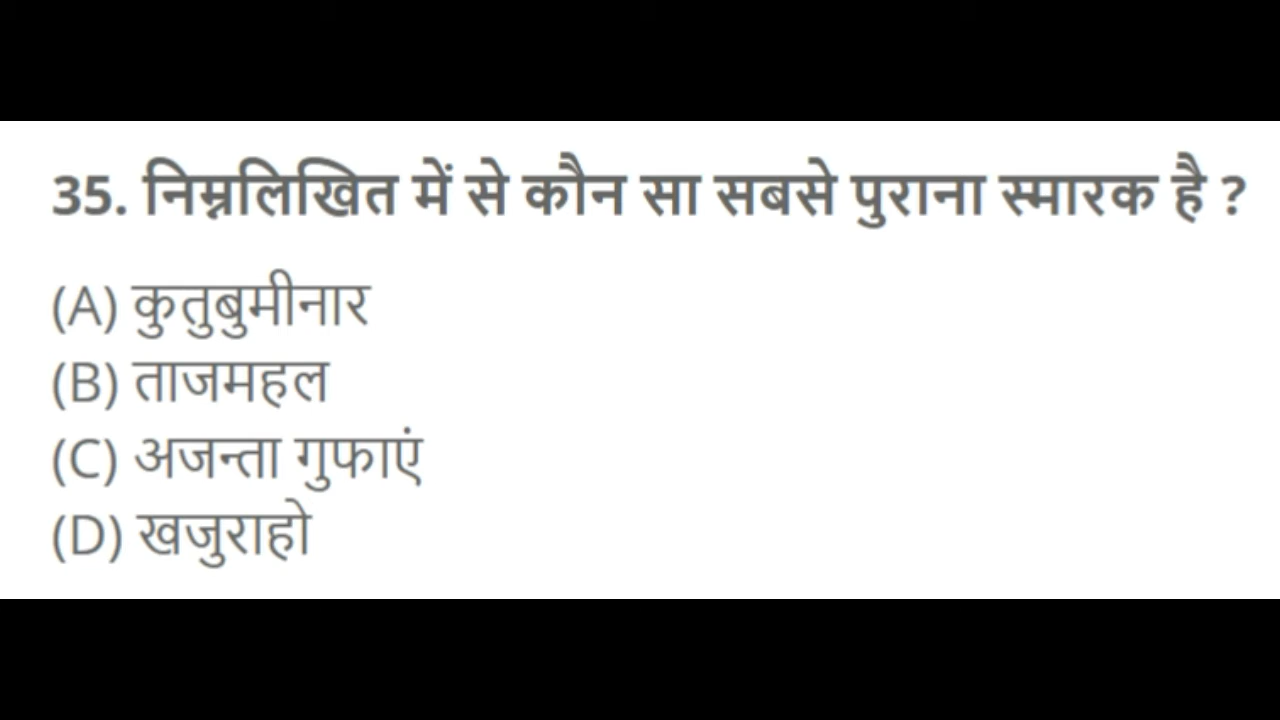 35. निम्नलिखित में से कौन सा सबसे पुराना स्मारक है ?
(A) कुतुबुमीनार
(B) ताजमहल
(C) अजन्ता गुफाएं
(D) खजुराहो